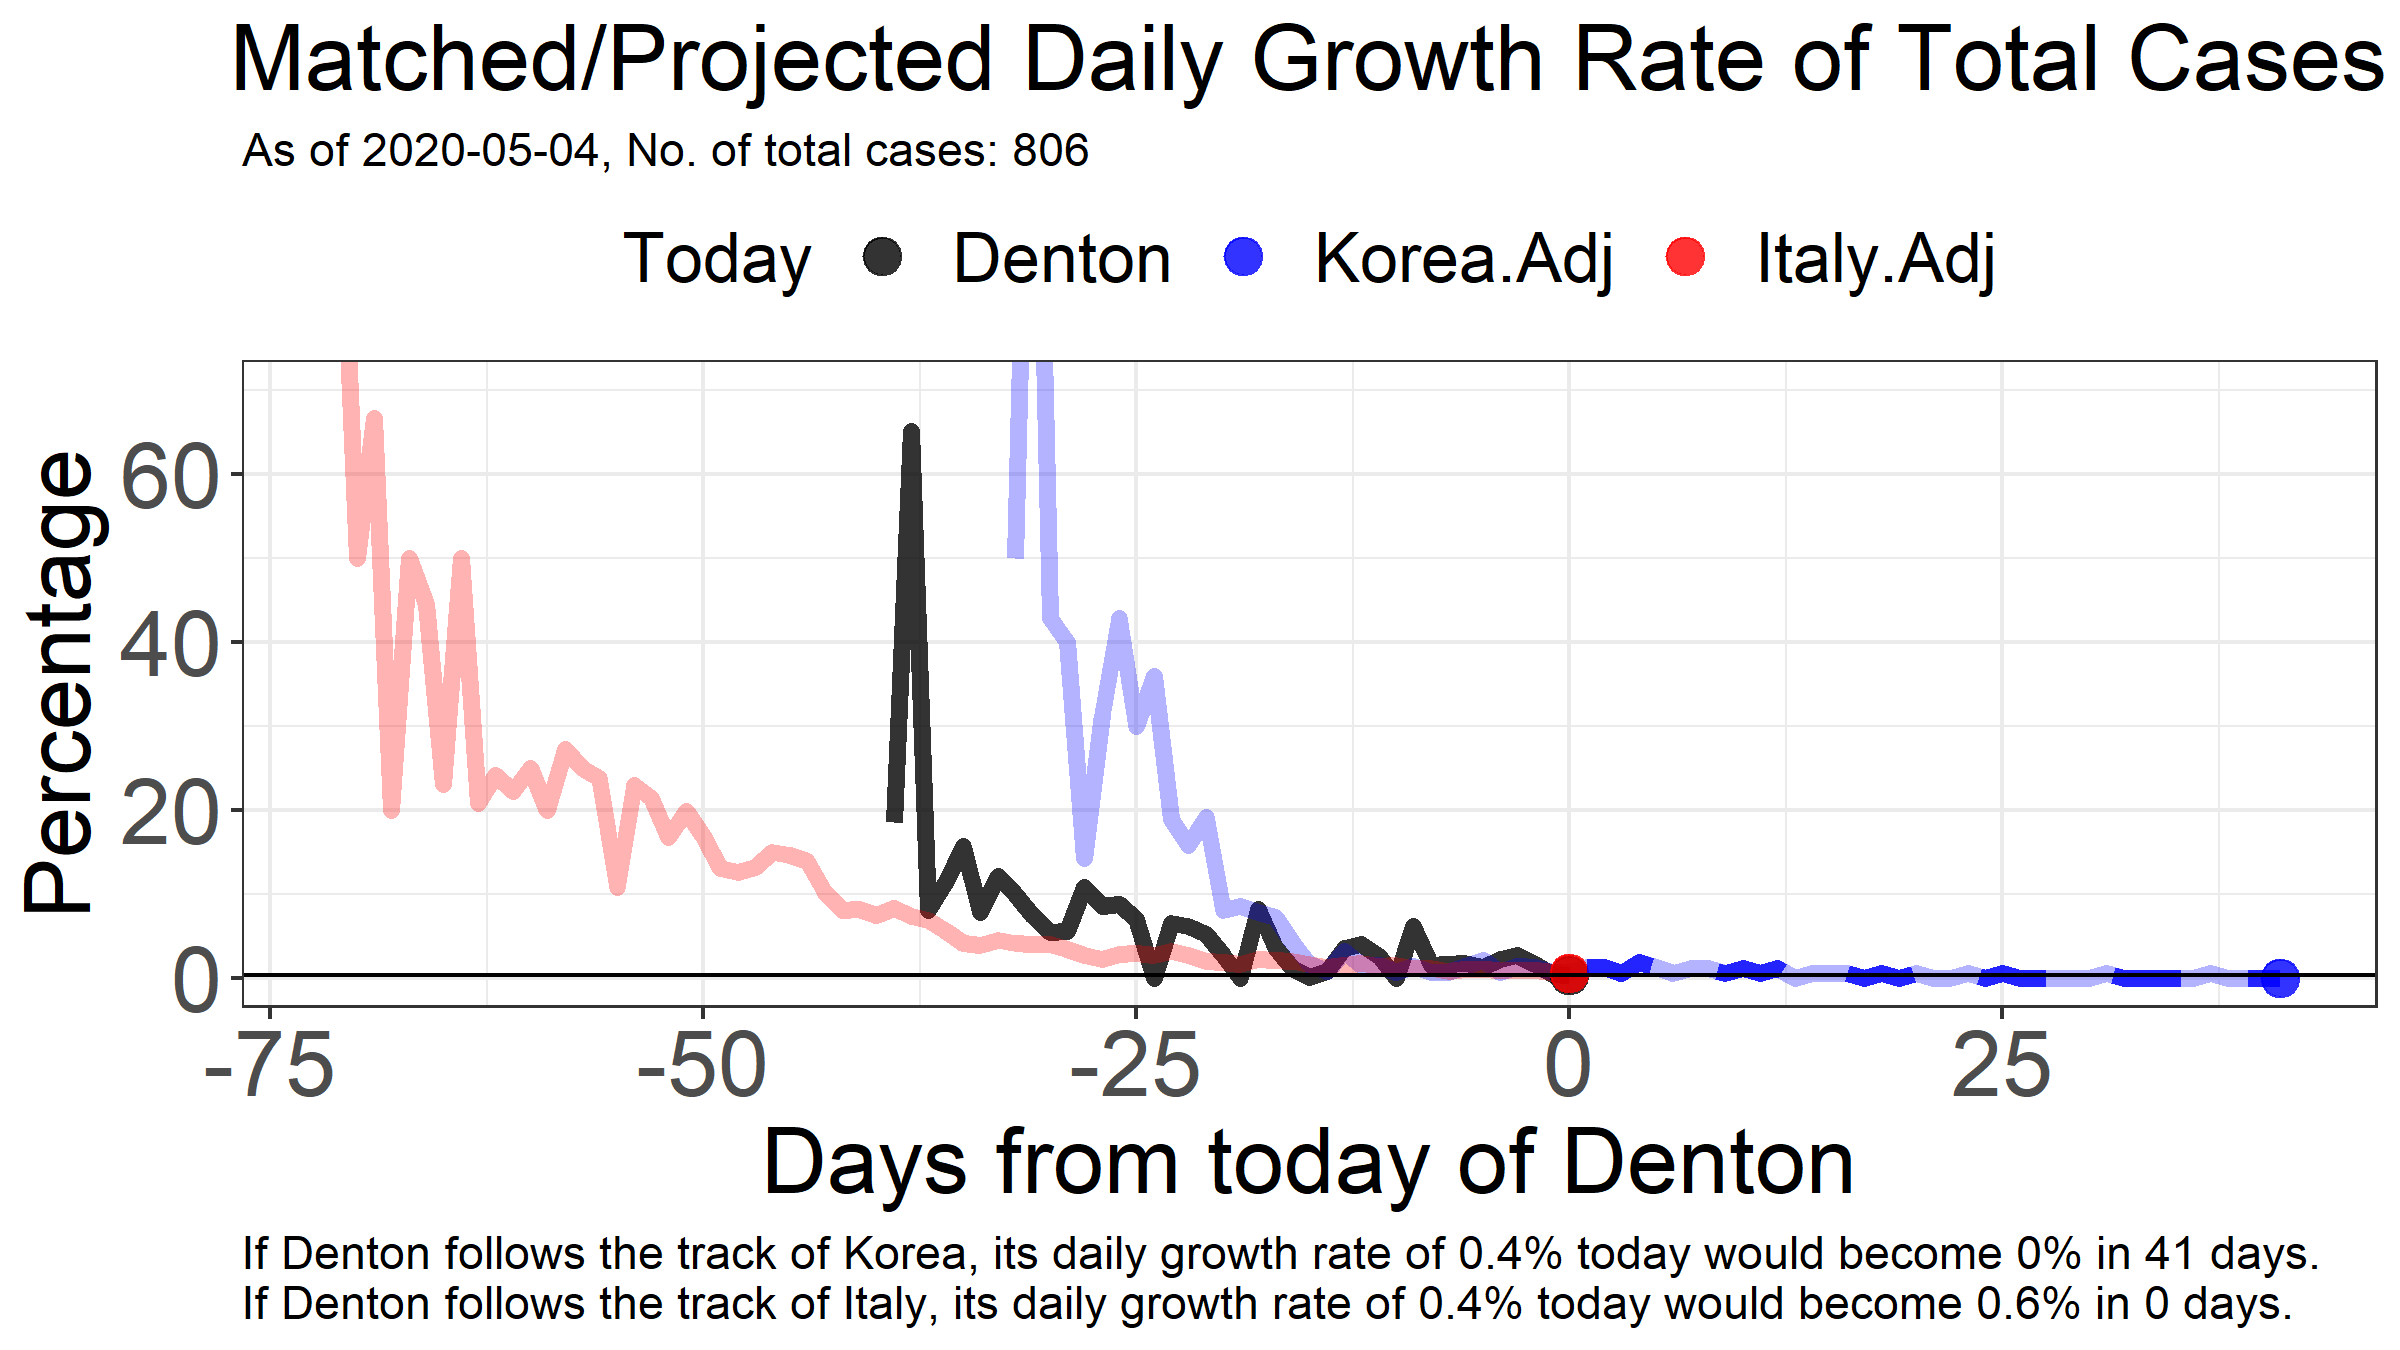 Matched/Projected Daily Growth Rate of Total Cases
As of 2020-05-04, No. of total cases: 806
Today Denton Korea.Adj Italy.Adj
Percentage
60
40
20
0
-75 -50 -25 0 25
Days from today of Denton
If Denton follows the track of Korea, its daily growth rate of 0.4% today would become 0% in 41 days.
If Denton follows the track of Italy, its daily growth rate of 0.4% today would become 0.6% in 0 days.